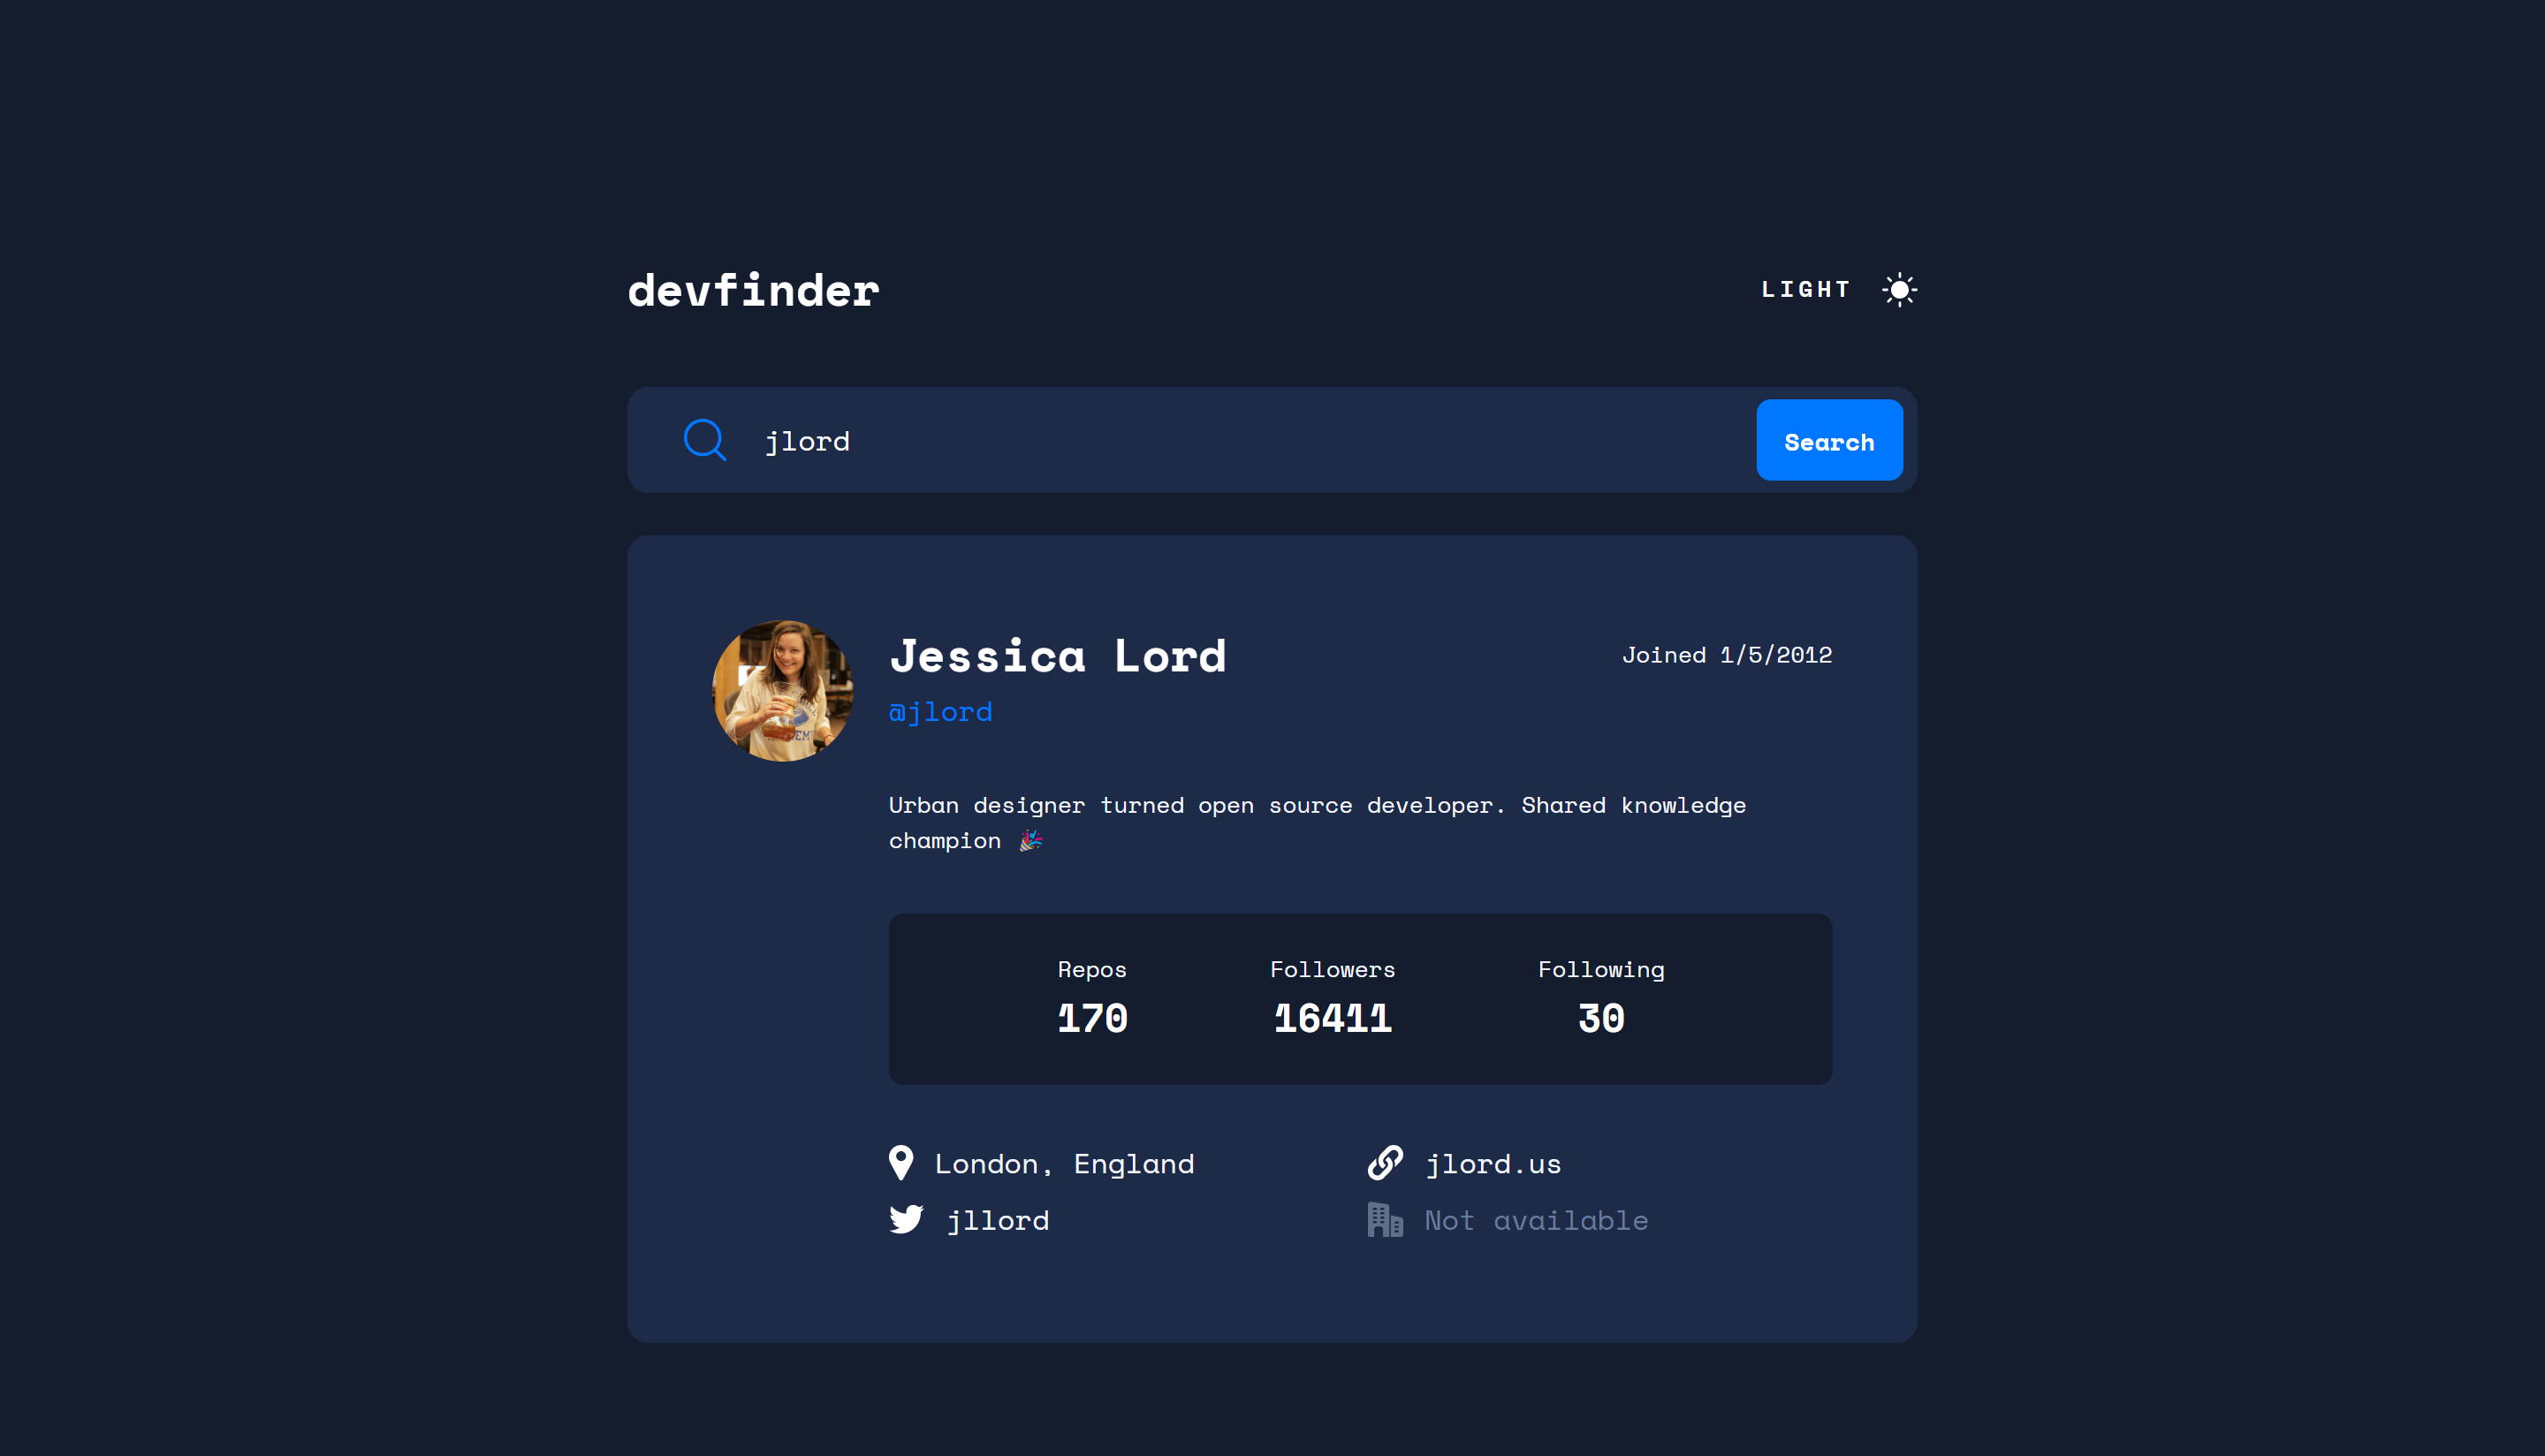 devfinder
LIGHT
jlord
Search
Jessica Lord
Joined 1/5/2012
@jlord
Urban designer turned open source developer. Shared knowledge
champion 🎉
Repos
Followers
Following
170
16411
30
London, England
jlord.us
jllord
Not available